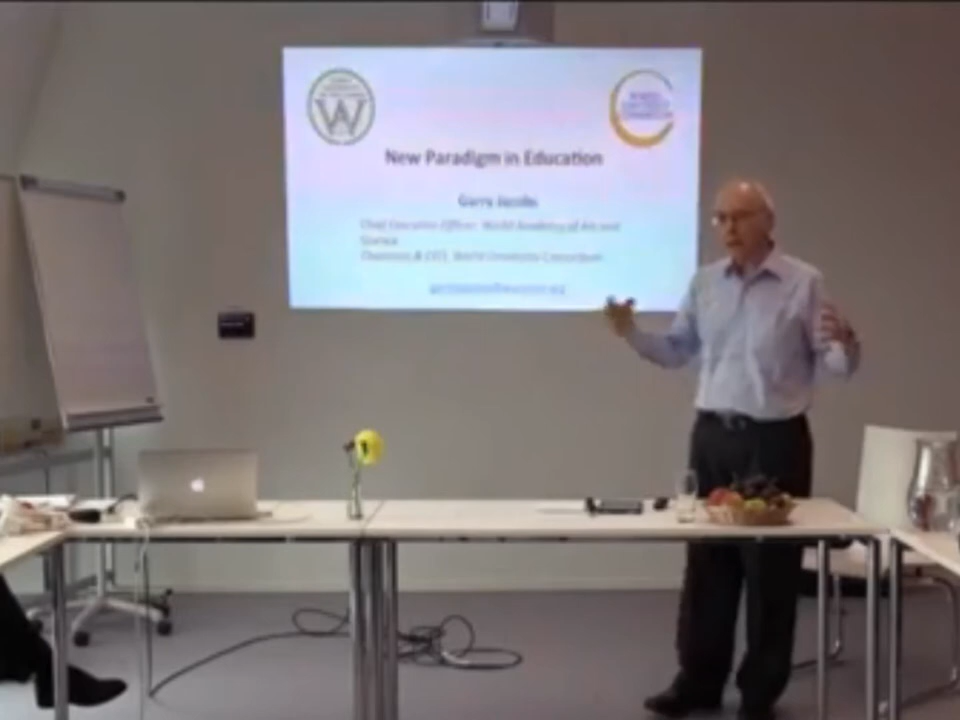 W
New Paradigm in Education
Garry Jacobs
Chief Executive Officer, World Academy of Art and
Science
Chairman & CEO, World University Consortium